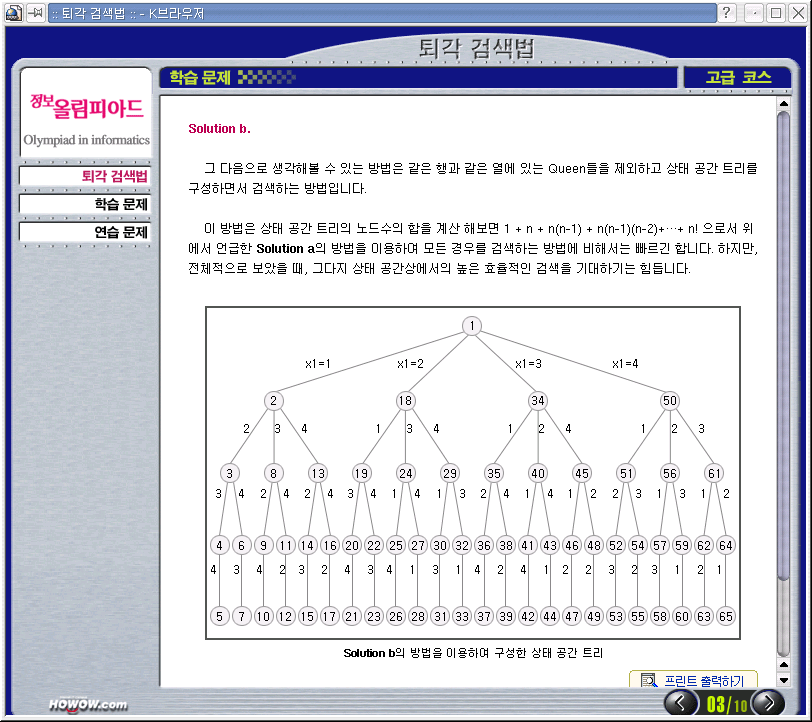 :: 퇴각 검색법 :: - K브라우저
퇴각 검색법
학습 문제
고급 코스
정보올림피아드
Olympiad in informatics
퇴각 검색법
학습 문제
연습 문제
Solution b.
그 다음으로 생각해볼 수 있는 방법은 같은 행과 같은 열에 있는 Queen들을 제외하고 상태 공간 트리를
구성하면서 검색하는 방법입니다.
이 방법은 상태 공간 트리의 노드수의 합을 계산 해보면 1 + n + n(n-1) + n(n-1)(n-2)+…+ n! 으로서 위
에서 언급한 Solution a의 방법을 이용하여 모든 경우를 검색하는 방법에 비해서는 빠르긴 합니다. 하지만,
전체적으로 보았을 때, 그다지 상태 공간상에서의 높은 효율적인 검색을 기대하기는 힘듭니다.
1
x1=1 x1=2 x1=3 x1=4
2 18 34 50
2 3 4 1 3 4 1 2 4 1 2 3
3 8 13 19 24 29 35 40 45 51 56 61
3 4 2 4 2 4 3 4 1 4 1 3 2 4 1 4 1 2 2 3 1 3 1 2
4 6 9 11 14 16 20 22 25 27 30 32 36 38 41 43 46 48 52 54 57 59 62 64
4 3 4 2 3 2 4 3 4 1 3 1 4 2 4 1 2 2 3 2 3 1 2 1
5 7 10 12 15 17 21 23 26 28 31 33 37 39 42 44 47 49 53 55 58 60 63 65
Solution b의 방법을 이용하여 구성한 상태 공간 트리
프린트 출력하기
HOWOW.com
03/10